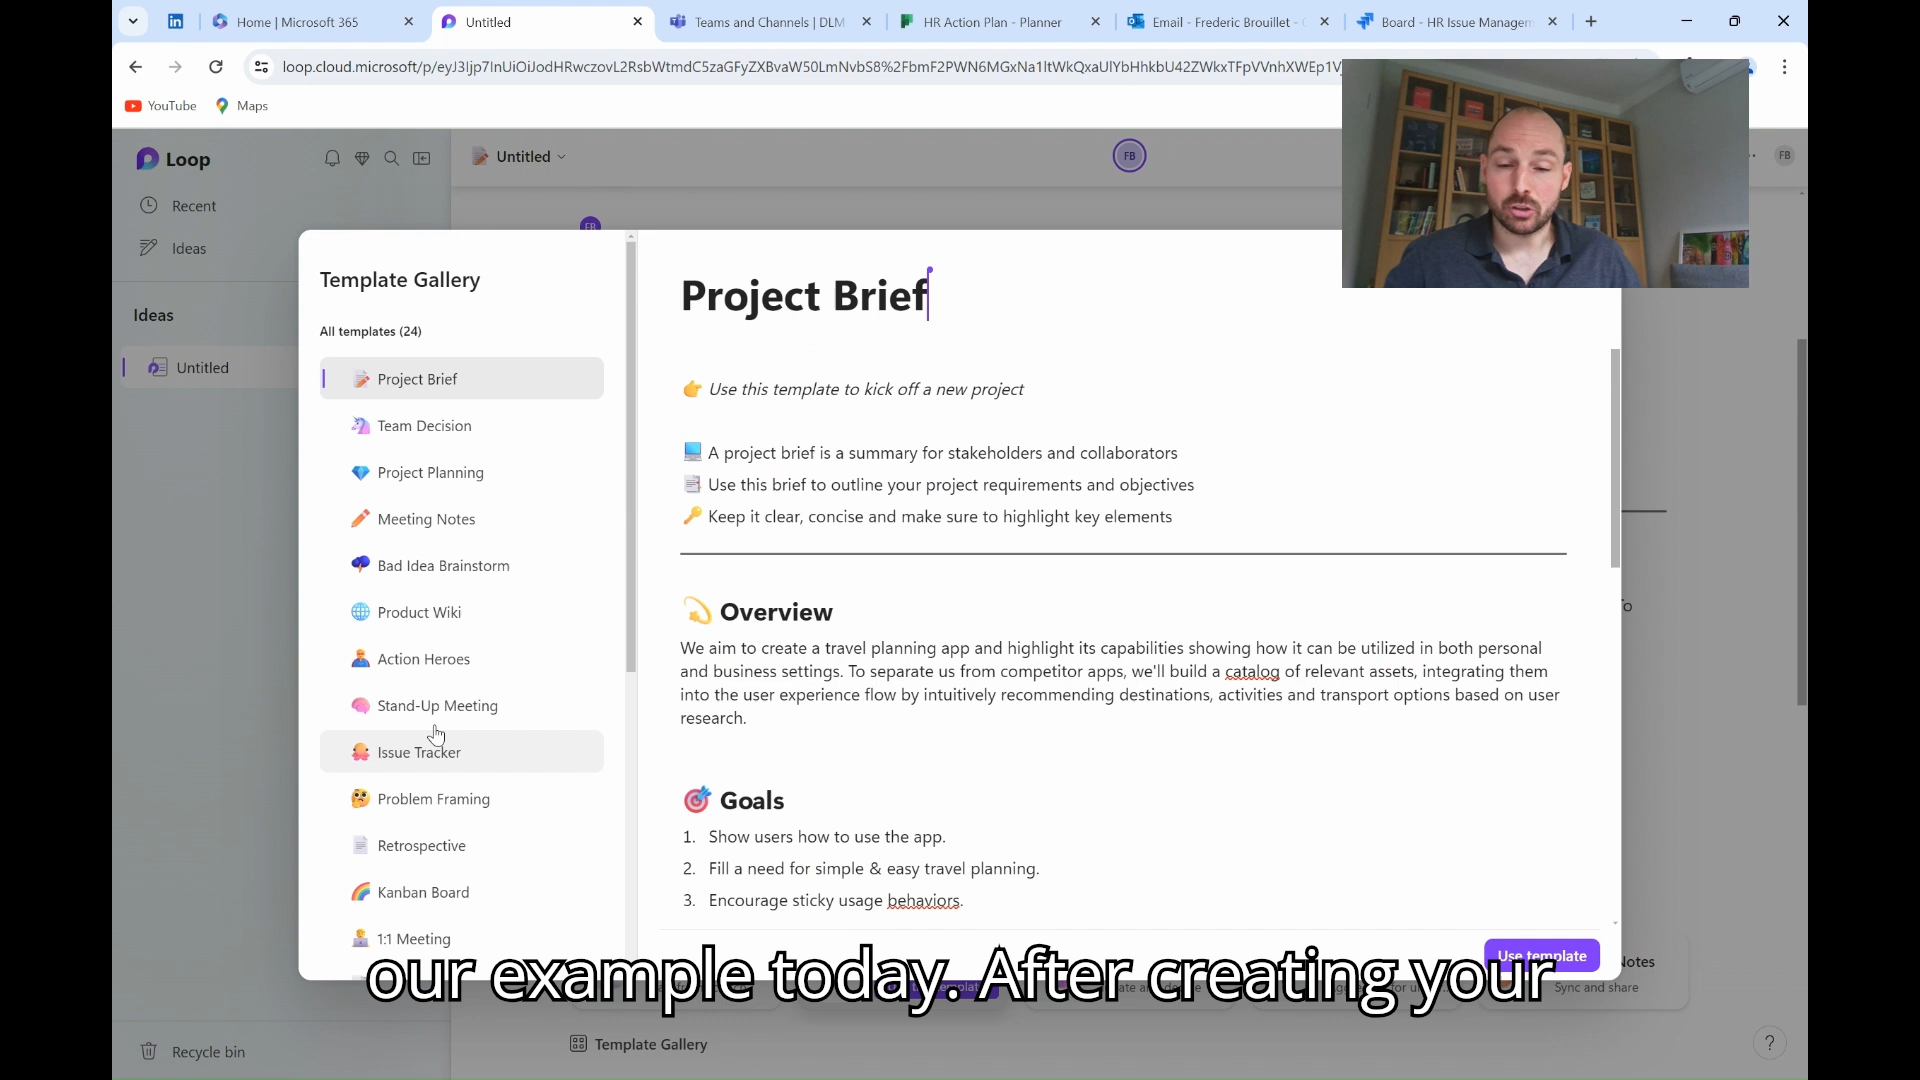 Home | Microsoft 365
Untitled
Teams and Channels | DLM
HR Action Plan - Planner
Email - Frederic Brouillet -
Board - HR Issue Managem
YouTube
Maps
Loop
Untitled
FB
FB
Recent
Ideas
Ideas
Untitled
FB
Template Gallery
All templates (24)
Project Brief
Team Decision
Project Planning
Meeting Notes
Bad Idea Brainstorm
Product Wiki
Action Heroes
Stand-Up Meeting
Issue Tracker
Problem Framing
Retrospective
Kanban Board
1:1 Meeting
Project Brief
Use this template to kick off a new project
A project brief is a summary for stakeholders and collaborators
Use this brief to outline your project requirements and objectives
Keep it clear, concise and make sure to highlight key elements
Overview
We aim to create a travel planning app and highlight its capabilities showing how it can be utilized in both personal
and business settings. To separate us from competitor apps, we'll build a catalog of relevant assets, integrating them
into the user experience flow by intuitively recommending destinations, activities and transport options based on user
research.
Goals
1. Show users how to use the app.
2. Fill a need for simple & easy travel planning.
3. Encourage sticky usage behaviors.
Use template
Notes
Sync and share
our example today. After creating your
Template Gallery
Recycle bin
?